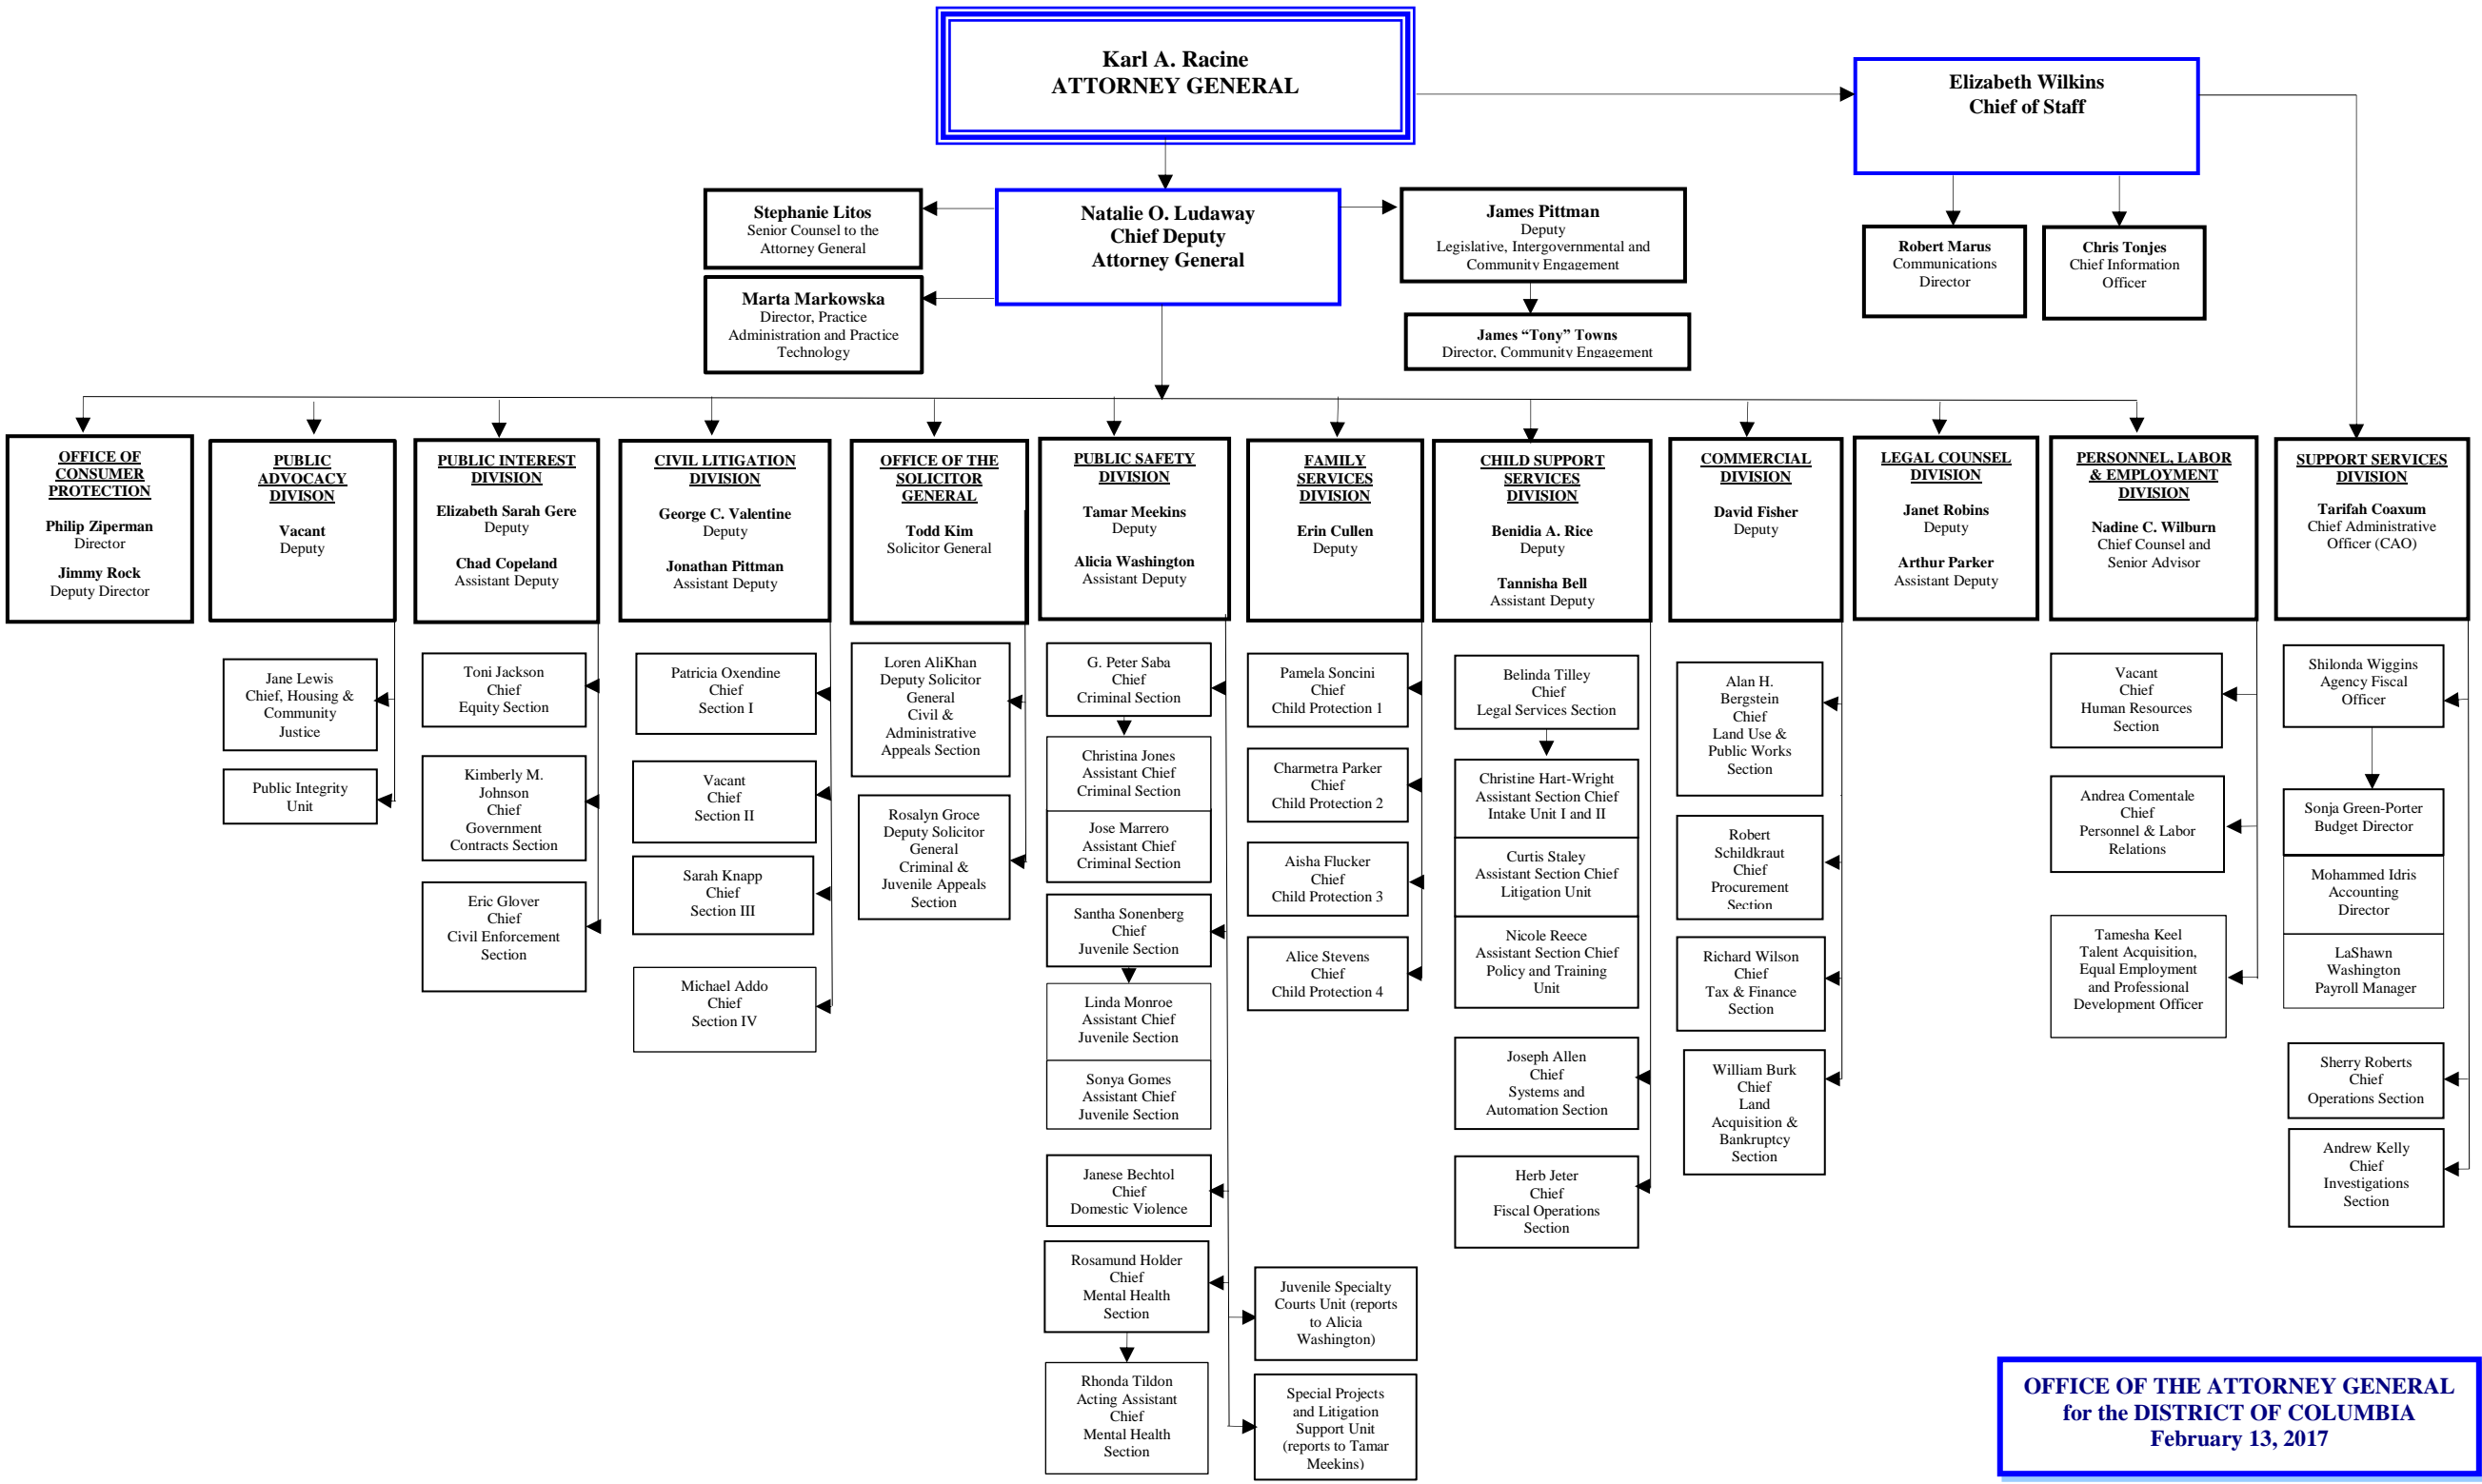 Karl A. Racine
ATTORNEY GENERAL
Elizabeth Wilkins
Chief of Staff
Stephanie Litos
Senior Counsel to the
Attorney General
Natalie O. Ludaway
Chief Deputy
Attorney General
James Pittman
Deputy
Legislative, Intergovernmental and
Community Engagement
Marta Markowska
Director, Practice
Administration and Practice
Technology
James “Tony” Towns
Director, Community Engagement
Robert Marus
Communications
Director
Chris Tonjes
Chief Information
Officer
OFFICE OF
CONSUMER
PROTECTION
Philip Ziperman
Director
Jimmy Rock
Deputy Director
PUBLIC
ADVOCACY
DIVISON
Vacant
Deputy
Jane Lewis
Chief, Housing &
Community
Justice
Public Integrity
Unit
PUBLIC INTEREST
DIVISION
Elizabeth Sarah Gere
Deputy
Chad Copeland
Assistant Deputy
Toni Jackson
Chief
Equity Section
Kimberly M.
Johnson
Chief
Government
Contracts Section
Eric Glover
Chief
Civil Enforcement
Section
CIVIL LITIGATION
DIVISION
George C. Valentine
Deputy
Jonathan Pittman
Assistant Deputy
Patricia Oxendine
Chief
Section I
Vacant
Chief
Section II
Sarah Knapp
Chief
Section III
Michael Addo
Chief
Section IV
OFFICE OF THE
SOLICITOR
GENERAL
Todd Kim
Solicitor General
Loren AliKhan
Deputy Solicitor
General
Civil &
Administrative
Appeals Section
Rosalyn Groce
Deputy Solicitor
General
Criminal &
Juvenile Appeals
Section
PUBLIC SAFETY
DIVISION
Tamar Meekins
Deputy
Alicia Washington
Assistant Deputy
G. Peter Saba
Chief
Criminal Section
Christina Jones
Assistant Chief
Criminal Section
Jose Marrero
Assistant Chief
Criminal Section
Santha Sonenberg
Chief
Juvenile Section
Linda Monroe
Assistant Chief
Juvenile Section
Sonya Gomes
Assistant Chief
Juvenile Section
Janese Bechtol
Chief
Domestic Violence
Rosamund Holder
Chief
Mental Health
Section
Rhonda Tildon
Acting Assistant
Chief
Mental Health
Section
Juvenile Specialty
Courts Unit (reports
to Alicia
Washington)
Special Projects
and Litigation
Support Unit
(reports to Tamar
Meekins)
FAMILY
SERVICES
DIVISION
Erin Cullen
Deputy
Pamela Soncini
Chief
Child Protection 1
Charmetra Parker
Chief
Child Protection 2
Aisha Flucker
Chief
Child Protection 3
Alice Stevens
Chief
Child Protection 4
CHILD SUPPORT
SERVICES
DIVISION
Benidia A. Rice
Deputy
Tannisha Bell
Assistant Deputy
Belinda Tilley
Chief
Legal Services Section
Christine Hart-Wright
Assistant Section Chief
Intake Unit I and II
Curtis Staley
Assistant Section Chief
Litigation Unit
Nicole Reece
Assistant Section Chief
Policy and Training
Unit
Joseph Allen
Chief
Systems and
Automation Section
Herb Jeter
Chief
Fiscal Operations
Section
COMMERCIAL
DIVISION
David Fisher
Deputy
Alan H.
Bergstein
Chief
Land Use &
Public Works
Section
Robert
Schildkraut
Chief
Procurement
Section
Richard Wilson
Chief
Tax & Finance
Section
William Burk
Chief
Land
Acquisition &
Bankruptcy
Section
LEGAL COUNSEL
DIVISION
Janet Robins
Deputy
Arthur Parker
Assistant Deputy
PERSONNEL, LABOR
& EMPLOYMENT
DIVISION
Nadine C. Wilburn
Chief Counsel and
Senior Advisor
Vacant
Chief
Human Resources
Section
Andrea Comentale
Chief
Personnel & Labor
Relations
Tamesha Keel
Talent Acquisition,
Equal Employment
and Professional
Development Officer
SUPPORT SERVICES
DIVISION
Tarifah Coaxum
Chief Administrative
Officer (CAO)
Shilonda Wiggins
Agency Fiscal
Officer
Sonja Green-Porter
Budget Director
Mohammed Idris
Accounting
Director
LaShawn
Washington
Payroll Manager
Sherry Roberts
Chief
Operations Section
Andrew Kelly
Chief
Investigations
Section
OFFICE OF THE ATTORNEY GENERAL
for the DISTRICT OF COLUMBIA
February 13, 2017